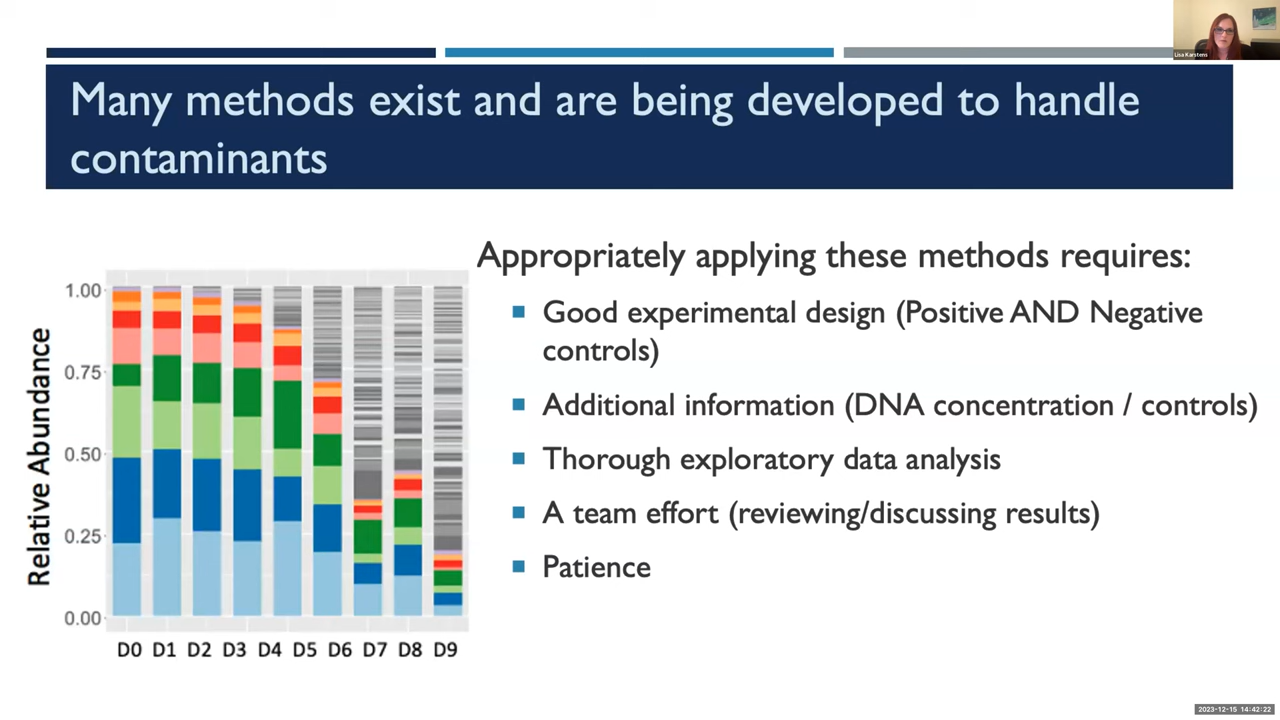 Lisa Karstens
Many methods exist and are being developed to handle
contaminants
Appropriately applying these methods requires:
Good experimental design (Positive AND Negative
controls)
Additional information (DNA concentration / controls)
Thorough exploratory data analysis
A team effort (reviewing/discussing results)
Patience
Relative Abundance
1.00
0.75
0.50
0.25
0.00
D0 D1 D2 D3 D4 D5 D6 D7 D8 D9
2023-12-15 14:42:22